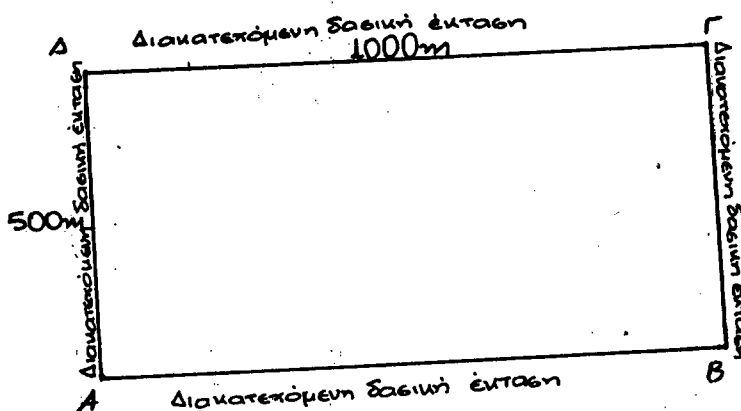 Δ Διακατεχόμενη δασική έκταση Γ
1000m
Διακατεχόμενη δασική έκταση
500m
Διακατεχόμενη δασική έκταση
Α Διακατεχόμενη δασική έκταση Β